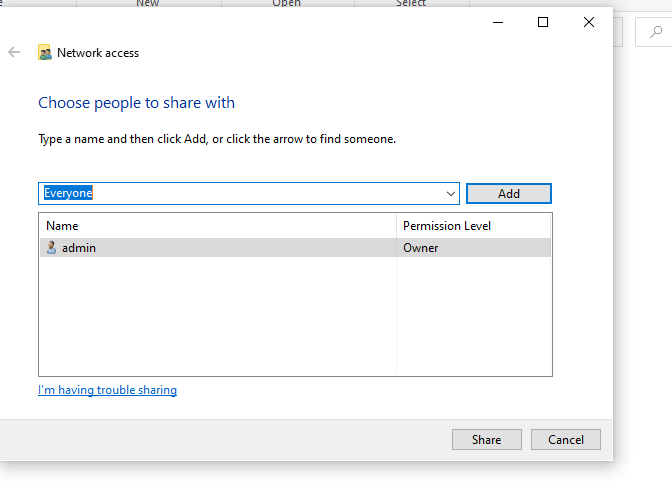 New Open Select
Network access
Choose people to share with
Type a name and then click Add, or click the arrow to find someone.
Everyone Add
Name Permission Level
admin Owner
I'm having trouble sharing
Share Cancel